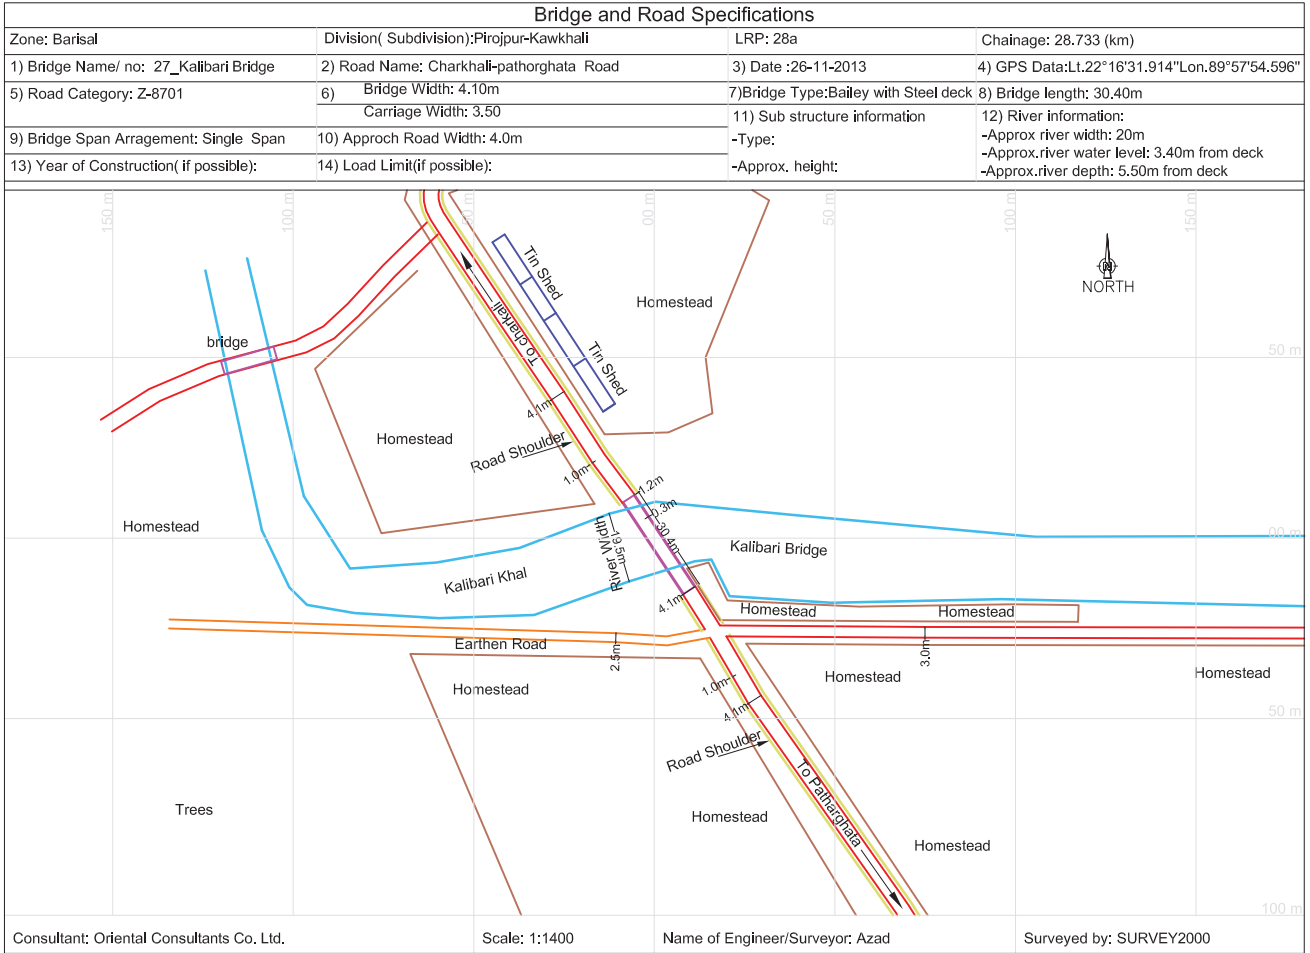 Bridge and Road Specifications
Zone: Barisal
Division( Subdivision):Pirojpur-Kawkhali
LRP: 28a
Chainage: 28.733 (km)
1) Bridge Name/ no: 27_Kalibari Bridge
2) Road Name: Charkhali-pathorghata Road
3) Date :26-11-2013
4) GPS Data:Lt.22°16'31.914"Lon.89°57'54.596"
5) Road Category: Z-8701
6) Bridge Width: 4.10m
Carriage Width: 3.50
7)Bridge Type:Bailey with Steel deck
8) Bridge length: 30.40m
9) Bridge Span Arragement: Single Span
10) Approch Road Width: 4.0m
11) Sub structure information
-Type:
-Approx. height:
12) River information:
-Approx river width: 20m
-Approx.river water level: 3.40m from deck
-Approx.river depth: 5.50m from deck
13) Year of Construction( if possible):
14) Load Limit(if possible):
150 m
100 m
50 m
00 m
50 m
100 m
150 m
Tin Shed
To charkali
Homestead
NORTH
bridge
50 m
Tin Shed
4.1m
Homestead
Road Shoulder
1.0m
1.2m
0.3m
Homestead
River Width
19.5m
30.4m
00 m
Kalibari Bridge
Kalibari Khal
4.1m
Homestead
Homestead
Earthen Road
2.5m
3.0m
Homestead
1.0m
Homestead
Homestead
4.1m
50 m
Road Shoulder
To Patharghata
Trees
Homestead
Homestead
100 m
Consultant: Oriental Consultants Co. Ltd.
Scale: 1:1400
Name of Engineer/Surveyor: Azad
Surveyed by: SURVEY2000